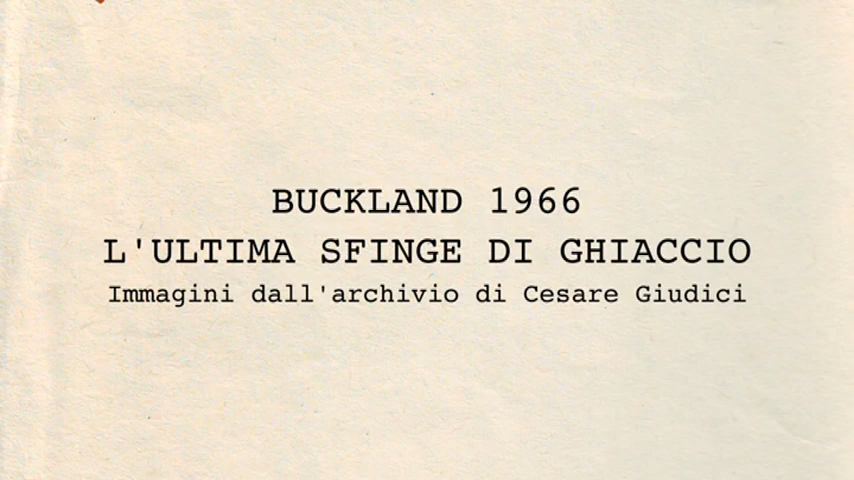 BUCKLAND 1966
L'ULTIMA SFINGE DI GHIACCIO
Immagini dall'archivio di Cesare Giudici